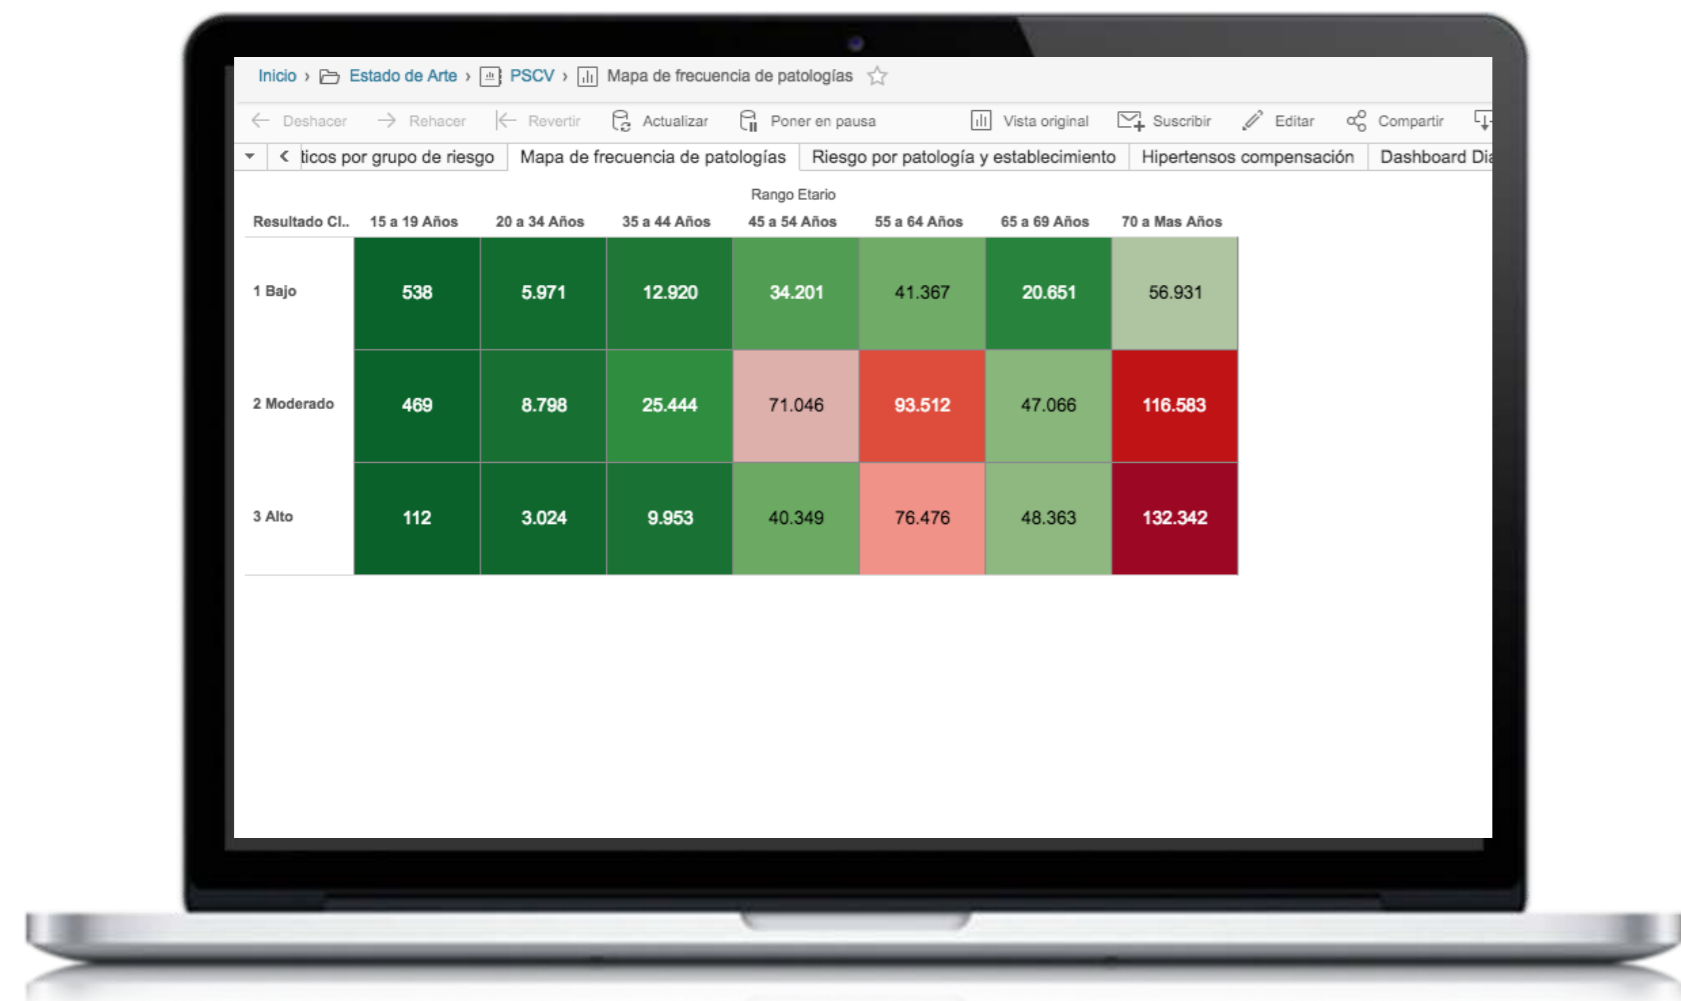 Inicio › Estado de Arte › PSCV › Mapa de frecuencia de patologías
Deshacer Rehacer Revertir Actualizar Poner en pausa Vista original Suscribir Editar Compartir
ticos por grupo de riesgo Mapa de frecuencia de patologías Riesgo por patología y establecimiento Hipertensos compensación Dashboard Dia
Rango Etario
Resultado Cl.. 15 a 19 Años 20 a 34 Años 35 a 44 Años 45 a 54 Años 55 a 64 Años 65 a 69 Años 70 a Mas Años
1 Bajo 538 5.971 12.920 34.201 41.367 20.651 56.931
2 Moderado 469 8.798 25.444 71.046 93.512 47.066 116.583
3 Alto 112 3.024 9.953 40.349 76.476 48.363 132.342